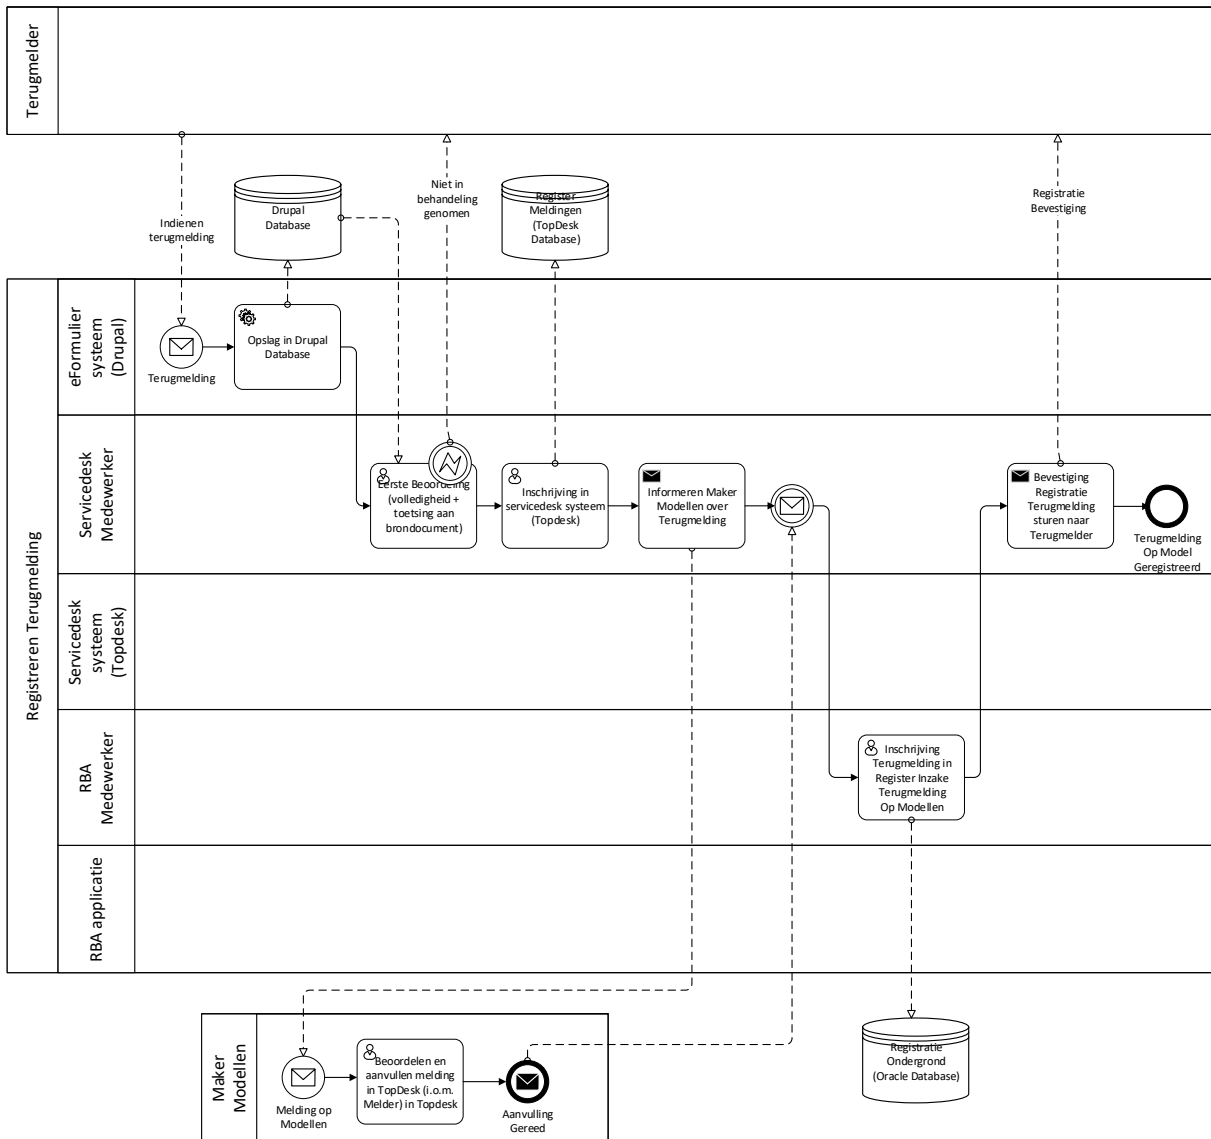 Terugmelder
Indienen
terugmelding
Drupal
Database
Niet in
behandeling
genomen
Register
Meldingen
(TopDesk
Database)
Registratie
Bevestiging
Registreren Terugmelding
eFormulier
systeem
(Drupal)
Terugmelding
Opslag in Drupal
Database
Servicedesk
Medewerker
Eerste Beoordeling
(volledigheid +
toetsing aan
brondocument)
Inschrijving in
servicedesk systeem
(Topdesk)
Informeren Maker
Modellen over
Terugmelding
Bevestiging
Registratie
Terugmelding
sturen naar
Terugmelder
Terugmelding
Op Model
Geregistreerd
Servicedesk
systeem
(Topdesk)
RBA
Medewerker
Inschrijving
Terugmelding in
Register Inzake
Terugmelding
Op Modellen
RBA applicatie
Maker
Modellen
Melding op
Modellen
Beoordelen en
aanvullen melding
in TopDesk (i.o.m.
Melder) in Topdesk
Aanvulling
Gereed
Registratie
Ondergrond
(Oracle Database)